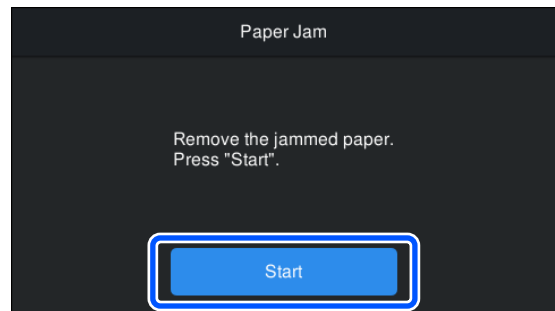 Paper Jam
Remove the jammed paper.
Press "Start".
Start